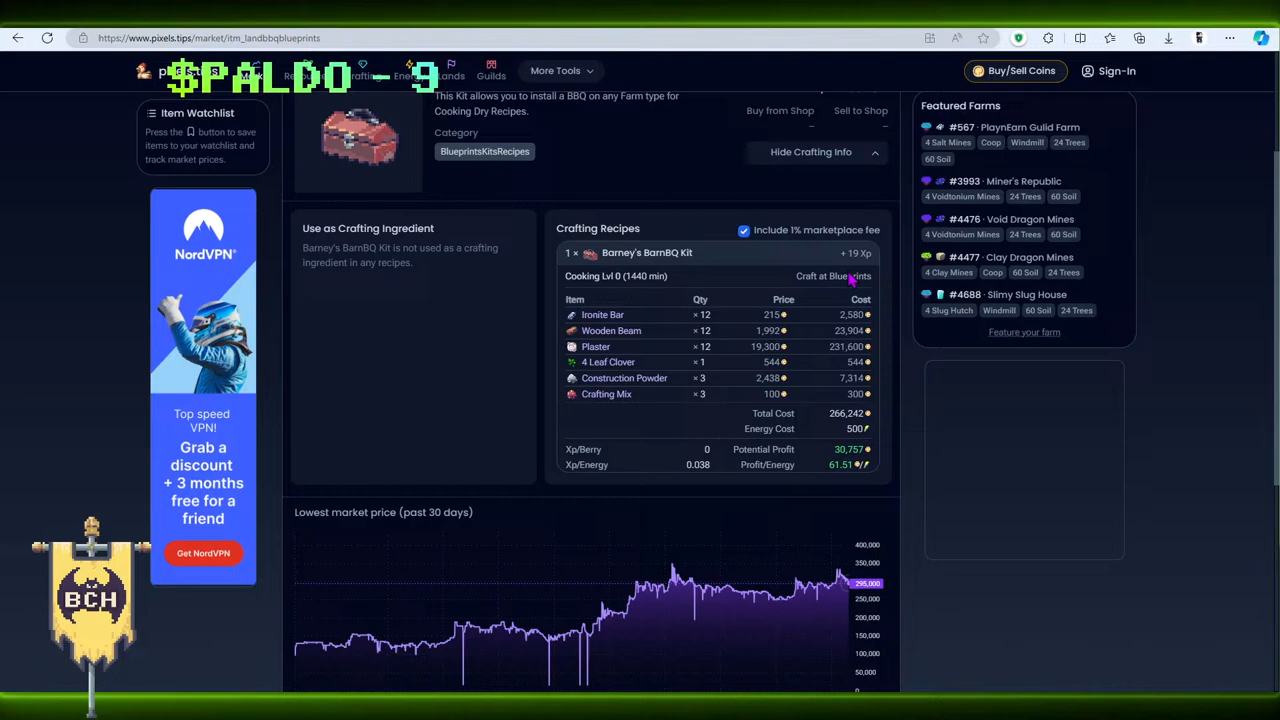 https://www.pixels.tips/market/itm_landbbqblueprints
$PALDO -9
pixels.tips
Lands
Guilds
More Tools
Buy/Sell Coins
Sign-In
Item Watchlist
Press the button to save
items to your watchlist and
track market prices.
NordVPN
Top speed
VPN!
Grab a
discount
+ 3 months
free for a
friend
Get NordVPN
BCH
This Kit allows you to install a BBQ on any Farm type for
Cooking Dry Recipes.
Category
BlueprintsKitsRecipes
Buy from Shop
Sell to Shop
–
–
Hide Crafting Info
Use as Crafting Ingredient
Barney's BarnBQ Kit is not used as a crafting
ingredient in any recipes.
Crafting Recipes
Include 1% marketplace fee
1 × Barney's BarnBQ Kit + 19 Xp
Cooking Lvl 0 (1440 min) Craft at Blueprints
Item Qty Price Cost
Ironite Bar × 12 215 2,580
Wooden Beam × 12 1,992 23,904
Plaster × 12 19,300 231,600
4 Leaf Clover × 1 544 544
Construction Powder × 3 2,438 7,314
Crafting Mix × 3 100 300
Total Cost 266,242
Energy Cost 500
Xp/Berry 0 Potential Profit 30,757
Xp/Energy 0.038 Profit/Energy 61.51 /
Lowest market price (past 30 days)
400,000
350,000
295,000
250,000
200,000
150,000
100,000
50,000
0
Featured Farms
#567 · PlaynEarn Guild Farm
4 Salt Mines Coop Windmill 24 Trees
60 Soil
#3993 · Miner's Republic
4 Voidtonium Mines 24 Trees 60 Soil
#4476 · Void Dragon Mines
4 Voidtonium Mines 24 Trees 60 Soil
#4477 · Clay Dragon Mines
4 Clay Mines Coop 60 Soil 24 Trees
#4688 · Slimy Slug House
4 Slug Hutch Windmill 60 Soil 24 Trees
Feature your farm